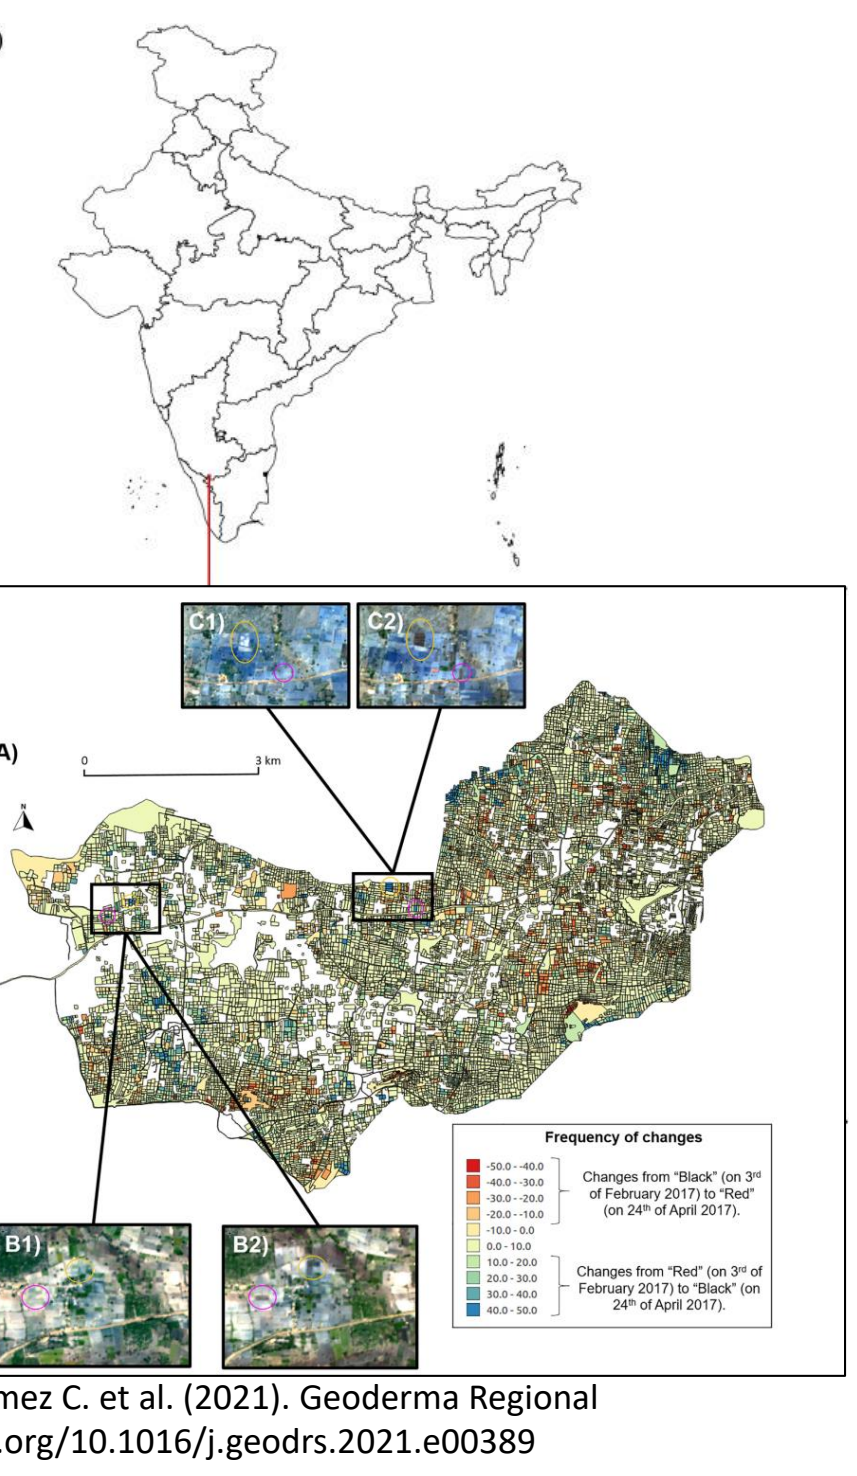 )
C1)
C2)
A)
0
3 km
N
Frequency of changes
-50.0 - -40.0
-40.0 - -30.0
-30.0 - -20.0
-20.0 - -10.0
-10.0 - 0.0
0.0 - 10.0
10.0 - 20.0
20.0 - 30.0
30.0 - 40.0
40.0 - 50.0
Changes from “Black” (on 3rd
of February 2017) to “Red”
(on 24th of April 2017).
Changes from “Red” (on 3rd of
February 2017) to “Black” (on
24th of April 2017).
B1)
B2)
mez C. et al. (2021). Geoderma Regional
.org/10.1016/j.geodrs.2021.e00389